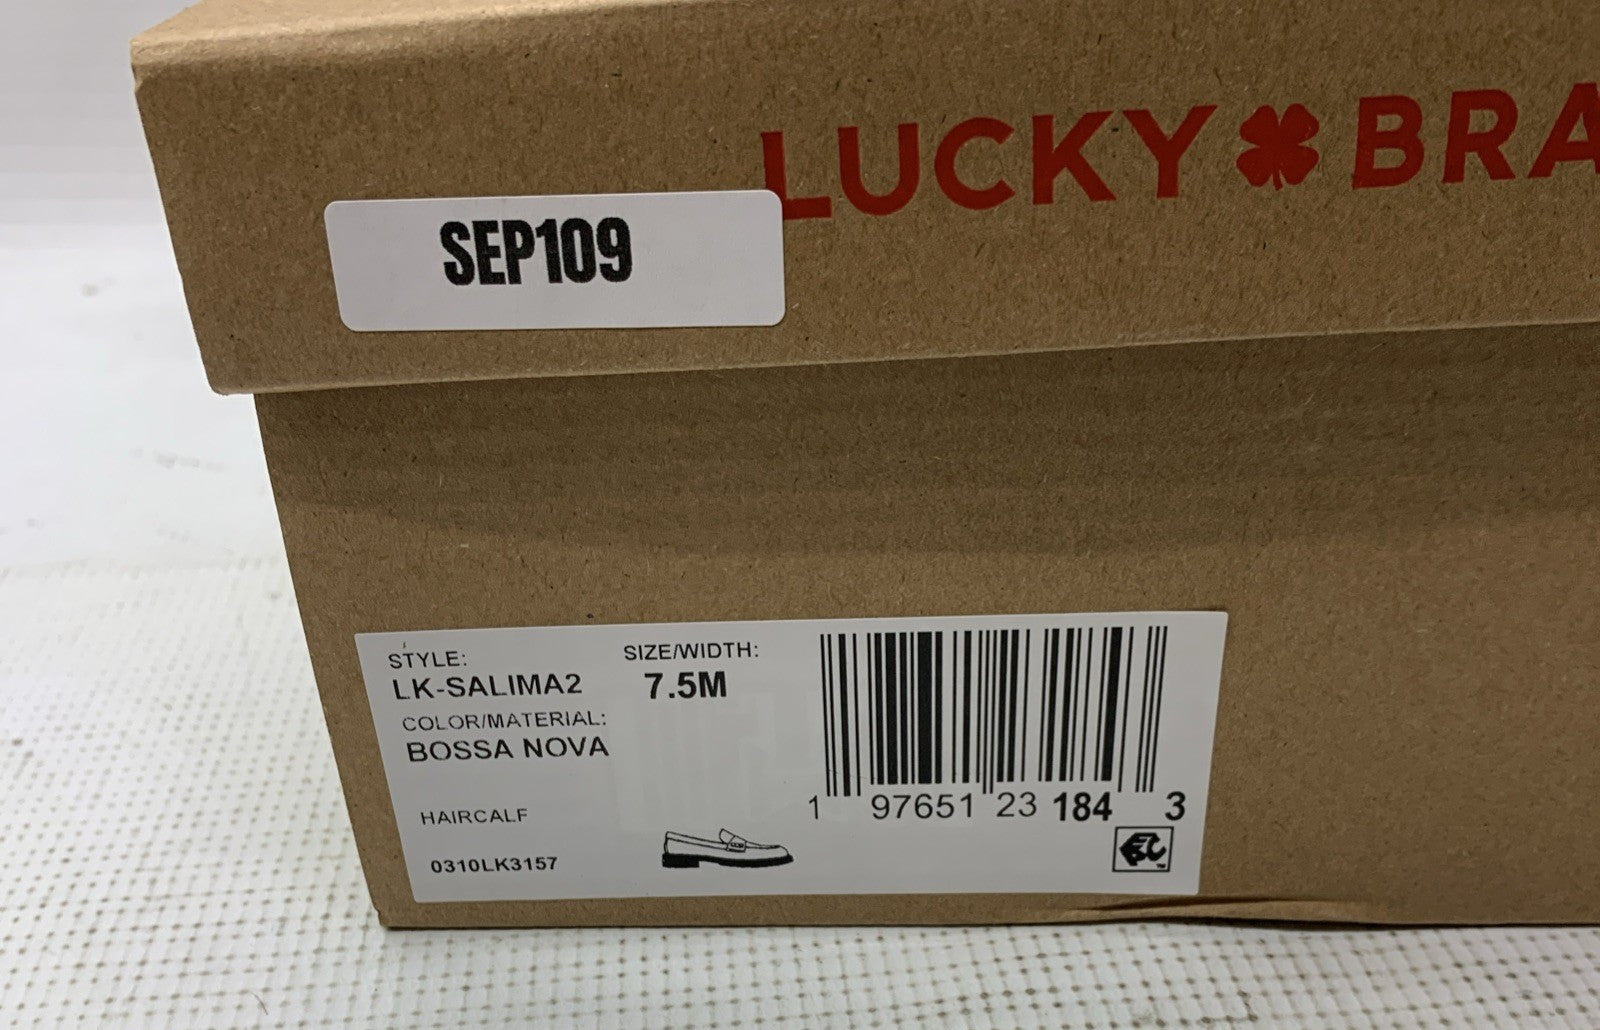 LUCKY BRA
SEP109
STYLE:
LK-SALIMA2
SIZE/WIDTH:
7.5M
COLOR/MATERIAL:
BOSSA NOVA
HAIRCALF
0310LK3157
1 97651 23 184 3